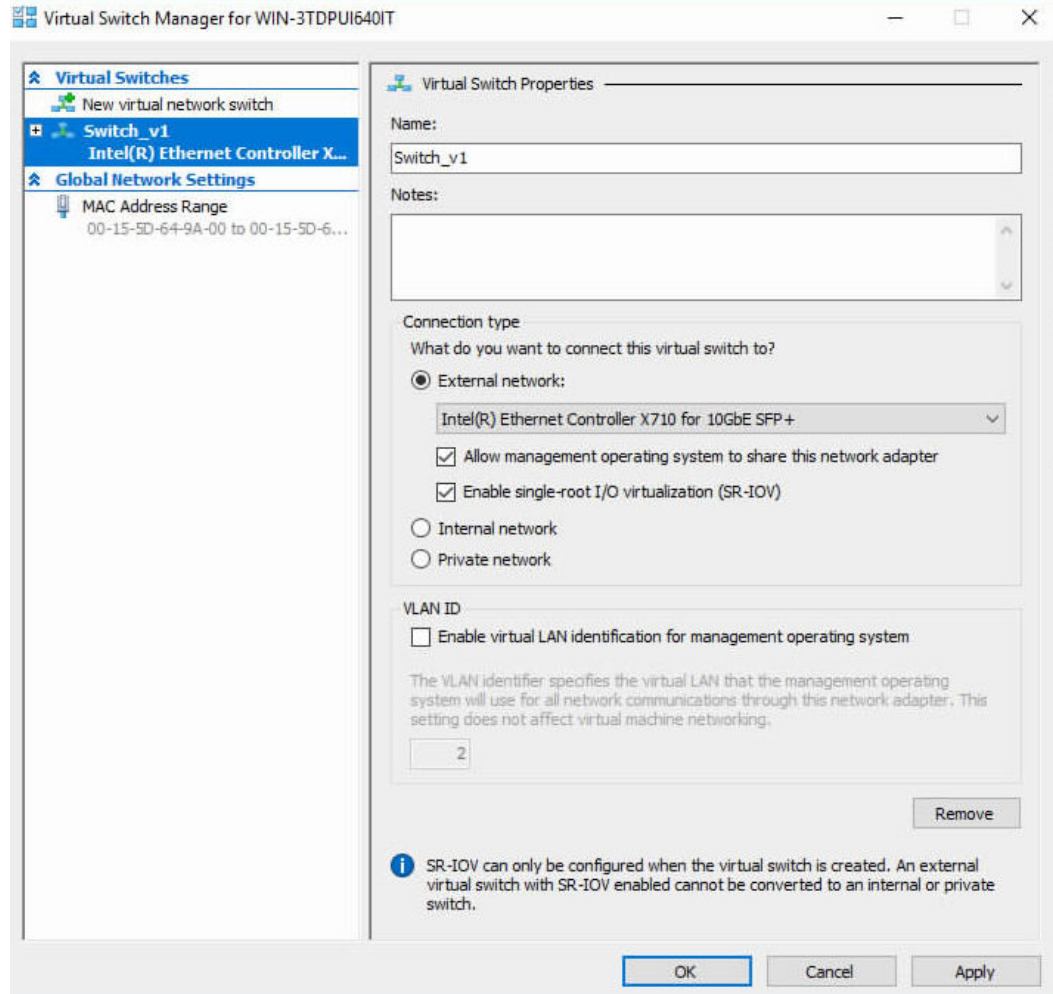 Virtual Switch Manager for WIN-3TDPUI640IT
Virtual Switches
New virtual network switch
Switch_v1
Intel(R) Ethernet Controller X...
Global Network Settings
MAC Address Range
00-15-5D-64-9A-00 to 00-15-5D-6...
Virtual Switch Properties
Name:
Switch_v1
Notes:
Connection type
What do you want to connect this virtual switch to?
External network:
Intel(R) Ethernet Controller X710 for 10GbE SFP+
Allow management operating system to share this network adapter
Enable single-root I/O virtualization (SR-IOV)
Internal network
Private network
VLAN ID
Enable virtual LAN identification for management operating system
The VLAN identifier specifies the virtual LAN that the management operating
system will use for all network communications through this network adapter. This
setting does not affect virtual machine networking.
2
Remove
SR-IOV can only be configured when the virtual switch is created. An external
virtual switch with SR-IOV enabled cannot be converted to an internal or private
switch.
OK
Cancel
Apply